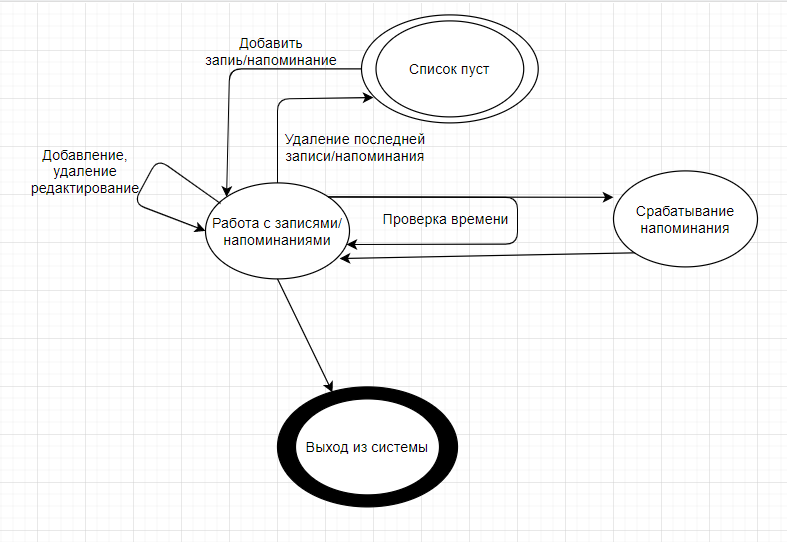 Добавить
запиь/напоминание
Список пуст
Удаление последней
записи/напоминания
Добавление,
удаление
редактирование
Работа с записями/
напоминаниями
Проверка времени
Срабатывание
напоминания
Выход из системы